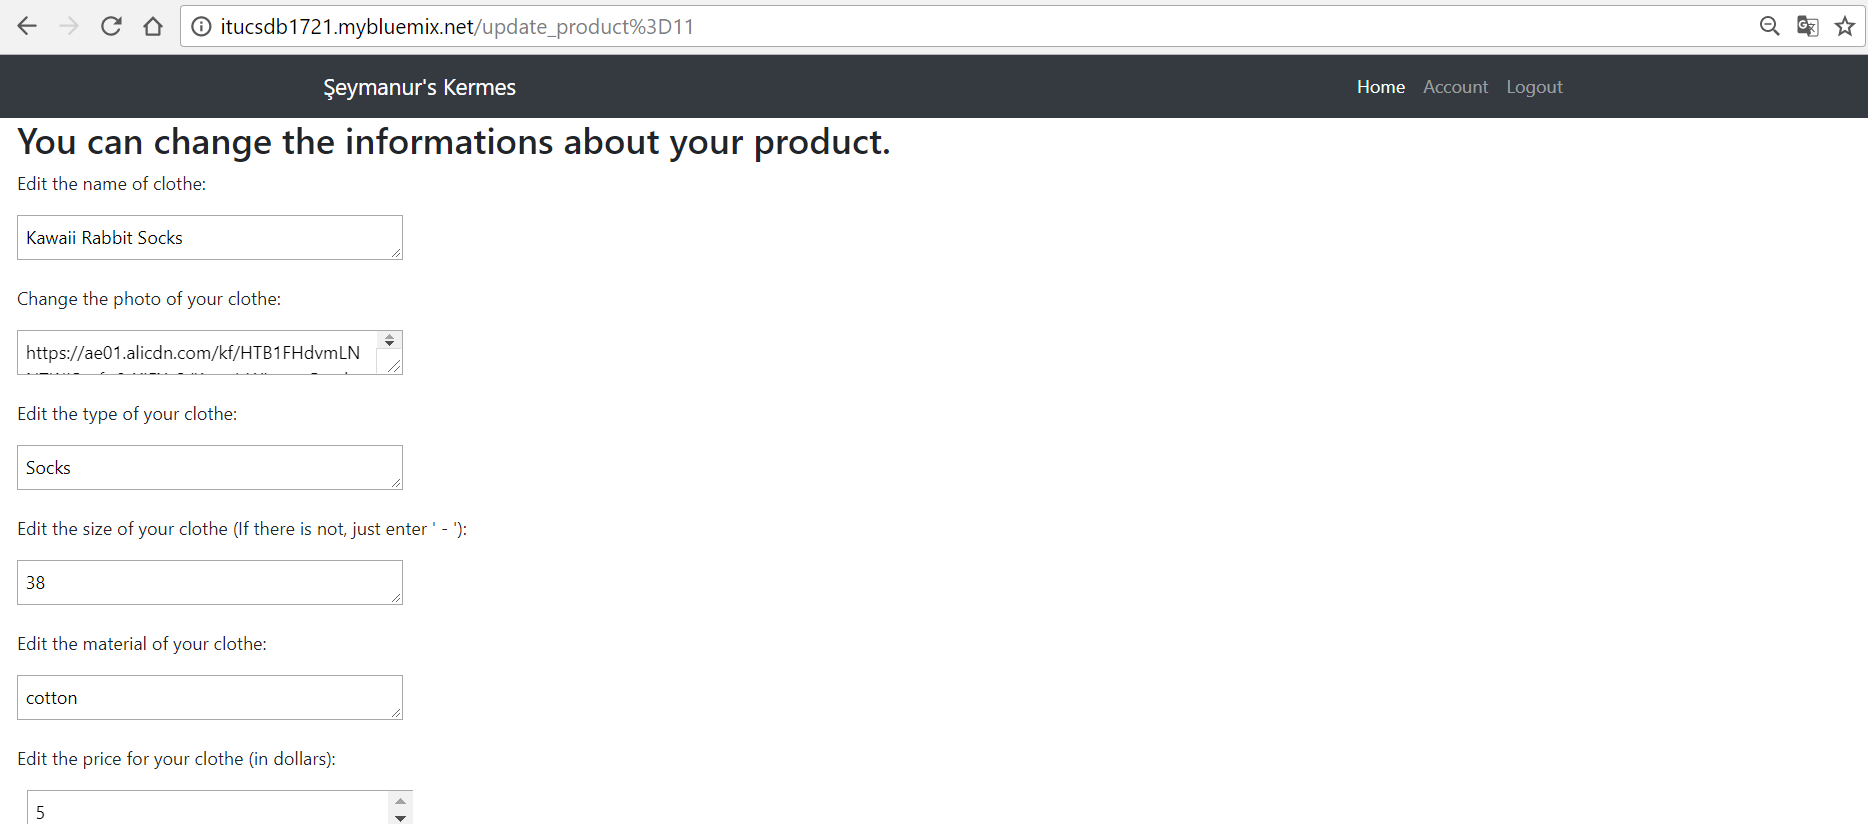 itucsdb1721.mybluemix.net/update_product%3D11
Şeymanur's Kermes
Home Account Logout
You can change the informations about your product.
Edit the name of clothe:
Kawaii Rabbit Socks
Change the photo of your clothe:
https://ae01.alicdn.com/kf/HTB1FHdvmLN
Edit the type of your clothe:
Socks
Edit the size of your clothe (If there is not, just enter ' - '):
38
Edit the material of your clothe:
cotton
Edit the price for your clothe (in dollars):
5